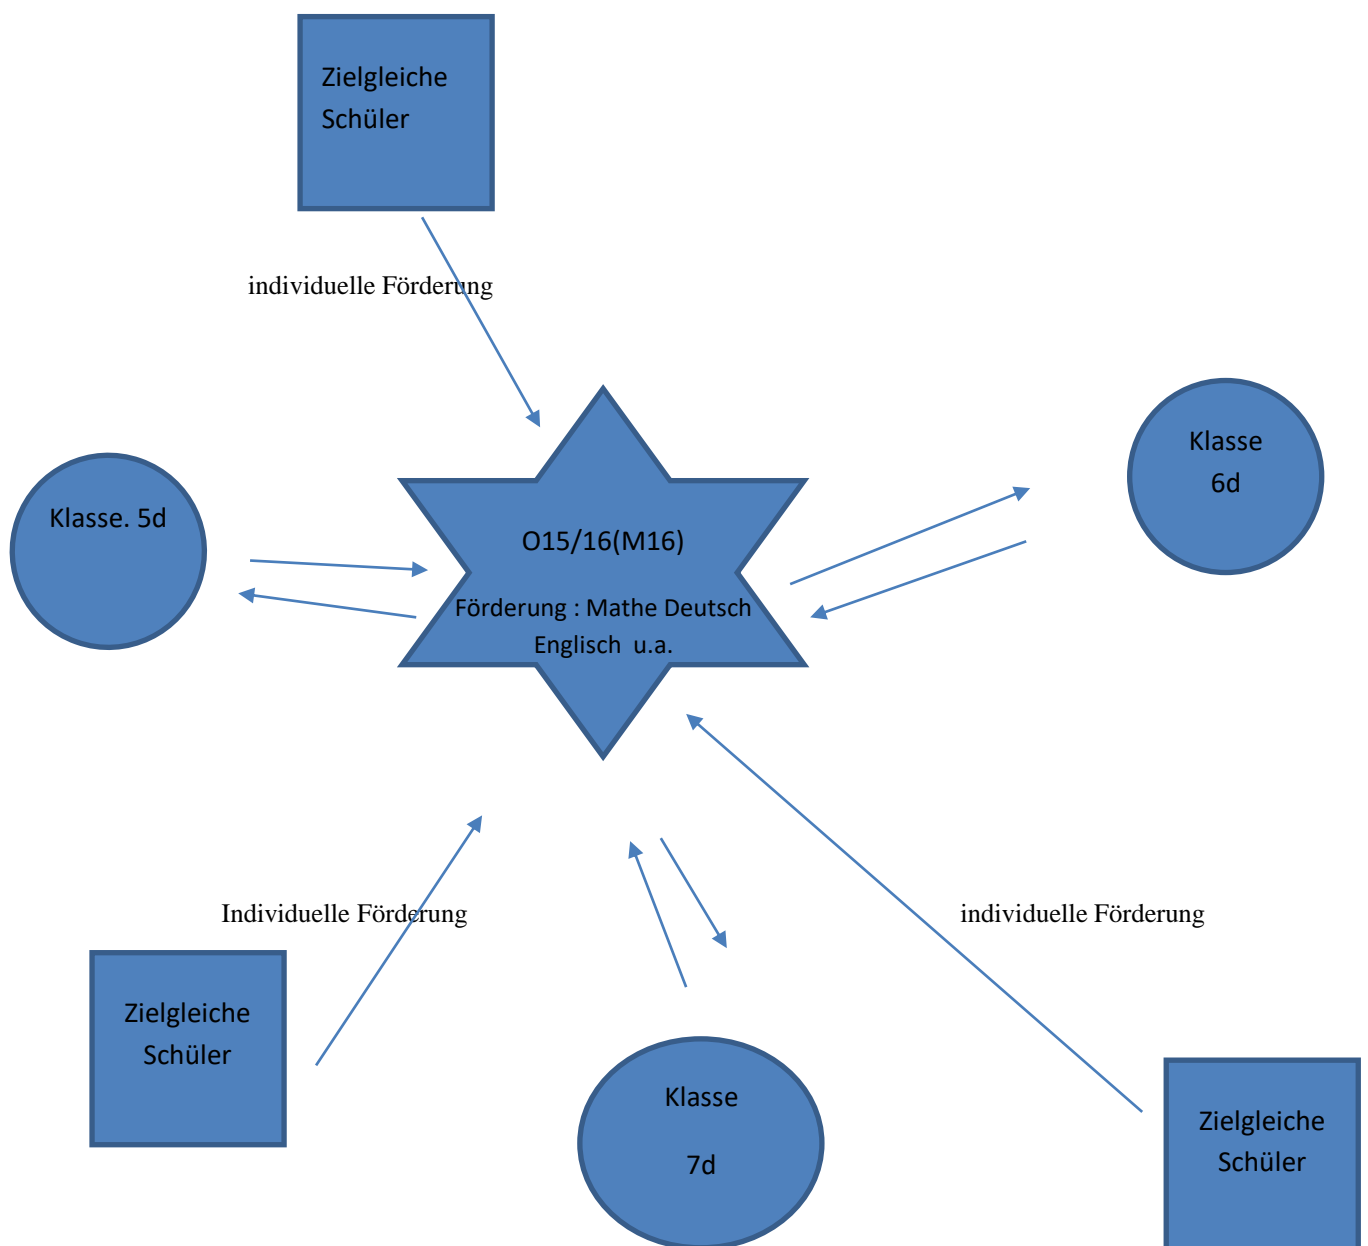 Zielgleiche
Schüler
individuelle Förderung
Klasse
6d
Klasse. 5d
O15/16(M16)
Förderung : Mathe Deutsch
Englisch  u.a.
Individuelle Förderung
individuelle Förderung
Zielgleiche
Schüler
Klasse
7d
Zielgleiche
Schüler